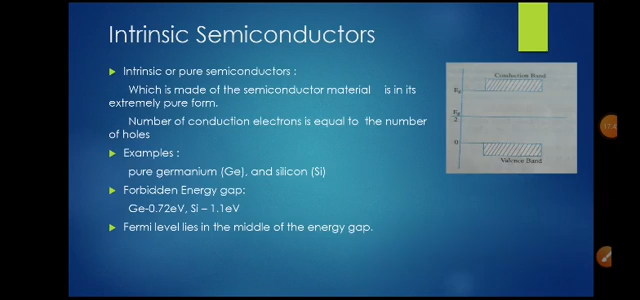 Intrinsic Semiconductors
Intrinsic or pure semiconductors :
Which is made of the semiconductor material is in its
extremely pure form.
Number of conduction electrons is equal to the number
of holes
Examples :
pure germanium (Ge), and silicon (Si)
Forbidden Energy gap:
Ge-0.72eV, Si – 1.1eV
Fermi level lies in the middle of the energy gap.
Conduction Band
0
Valence Band